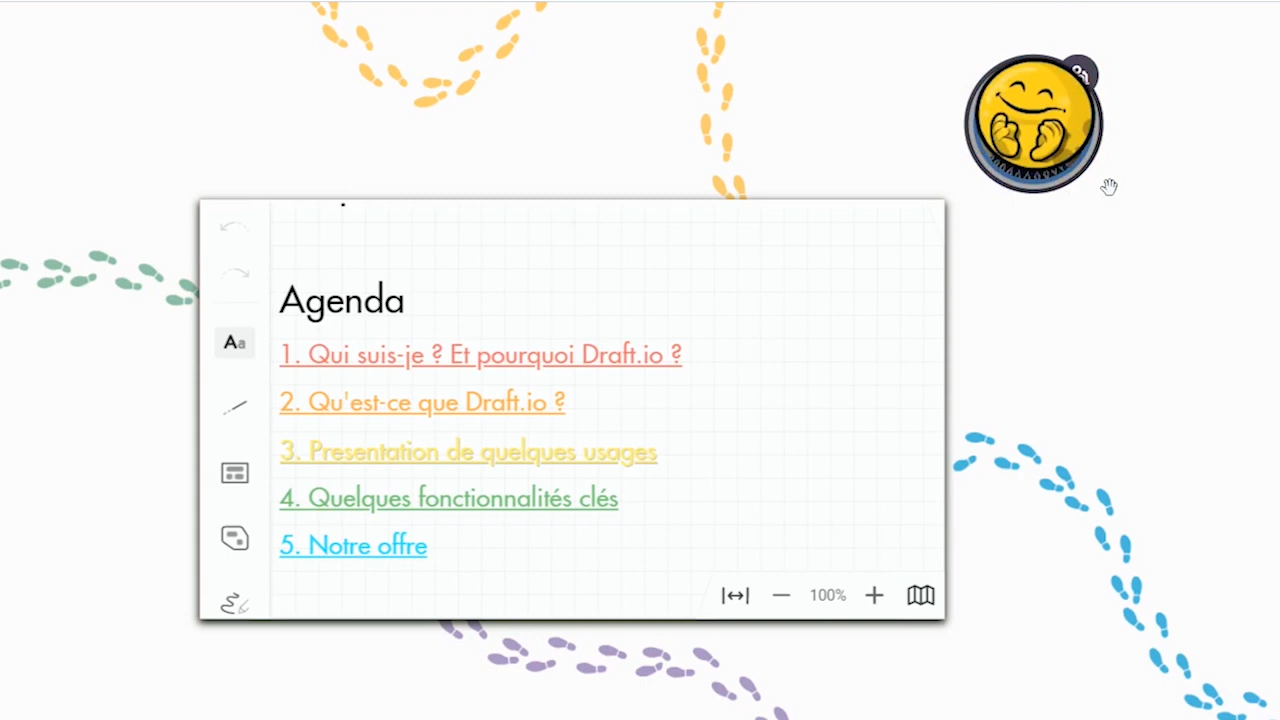 Agenda
1. Qui suis-je ? Et pourquoi Draft.io ?
2. Qu'est-ce que Draft.io ?
3. Presentation de quelques usages
4. Quelques fonctionnalités clés
5. Notre offre
Aa
100%